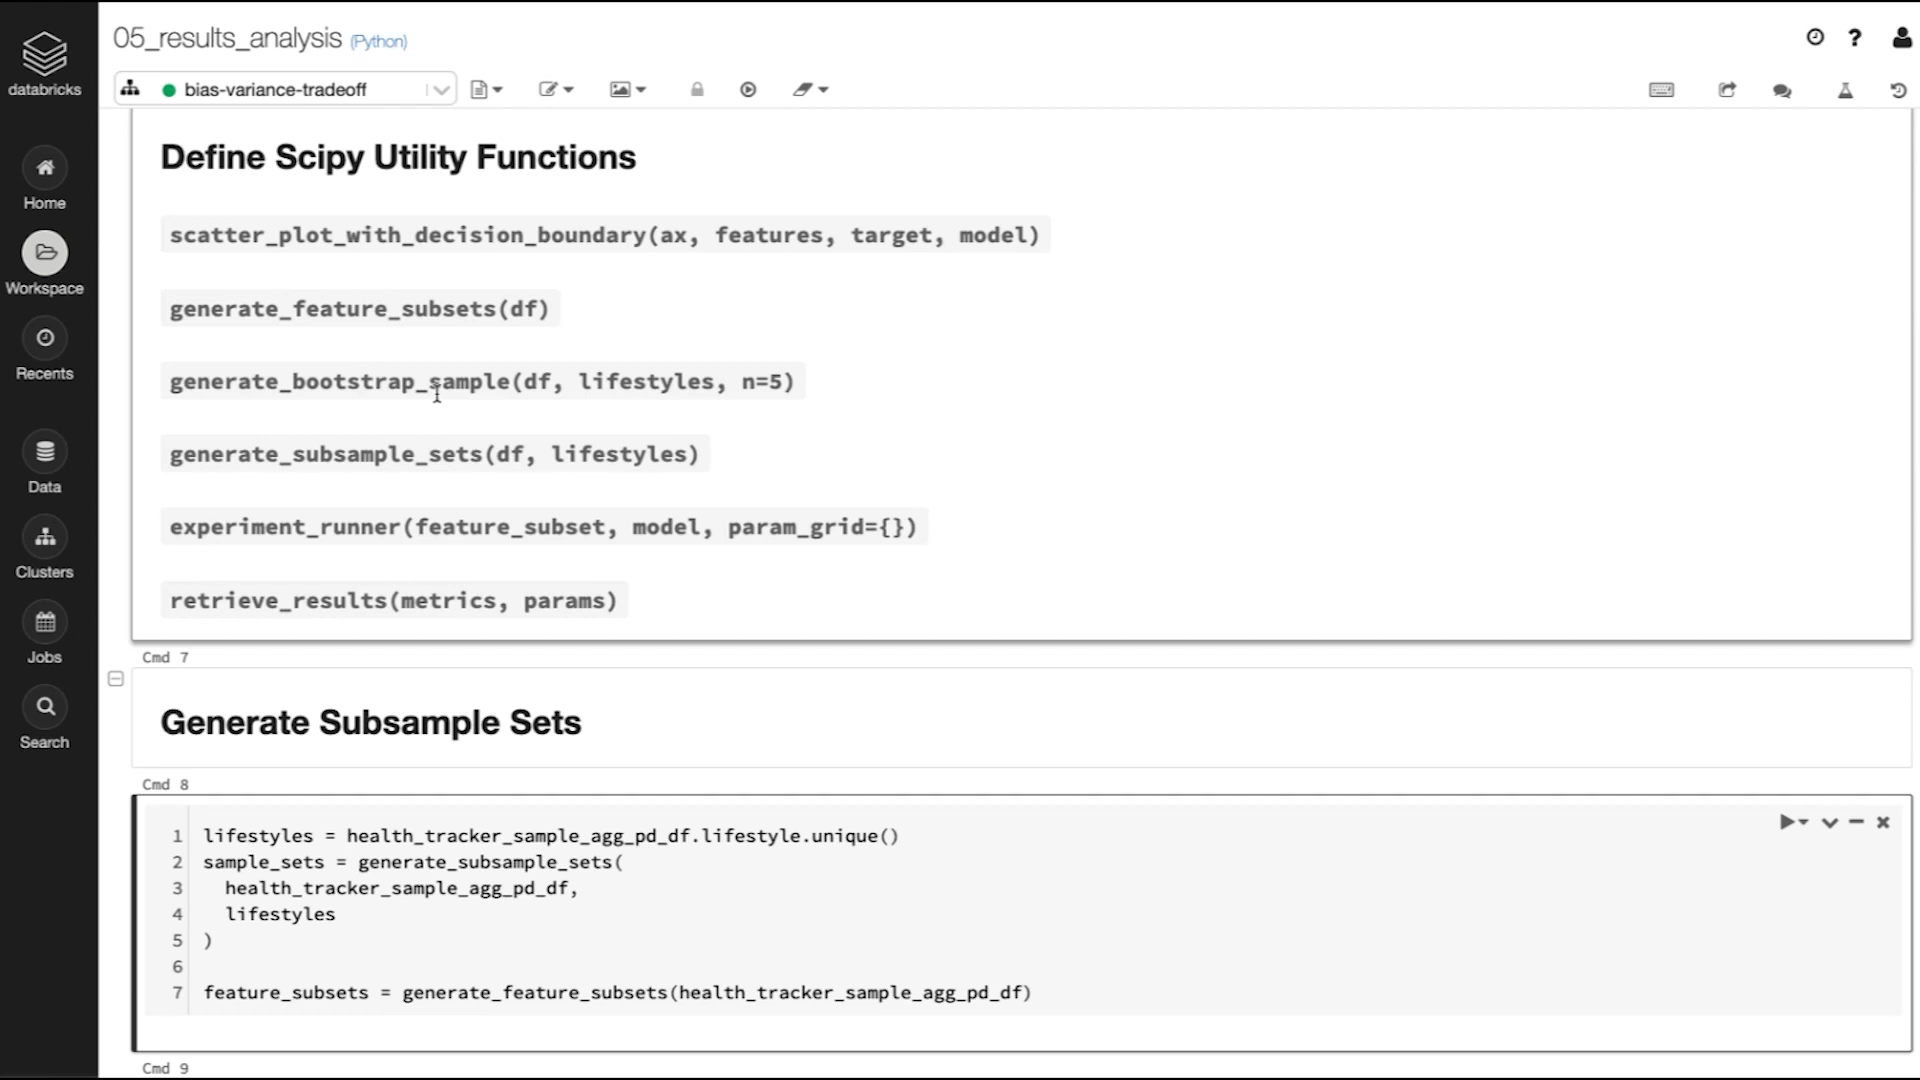 databricks
05_results_analysis (Python)
?
bias-variance-tradeoff
Home
Workspace
Recents
Data
Clusters
Jobs
Search
Define Scipy Utility Functions
scatter_plot_with_decision_boundary(ax, features, target, model)
generate_feature_subsets(df)
generate_bootstrap_sample(df, lifestyles, n=5)
generate_subsample_sets(df, lifestyles)
experiment_runner(feature_subset, model, param_grid={})
retrieve_results(metrics, params)
Cmd 7
Generate Subsample Sets
Cmd 8
1 lifestyles = health_tracker_sample_agg_pd_df.lifestyle.unique()
2 sample_sets = generate_subsample_sets(
3   health_tracker_sample_agg_pd_df,
4   lifestyles
5 )
6
7 feature_subsets = generate_feature_subsets(health_tracker_sample_agg_pd_df)
Cmd 9